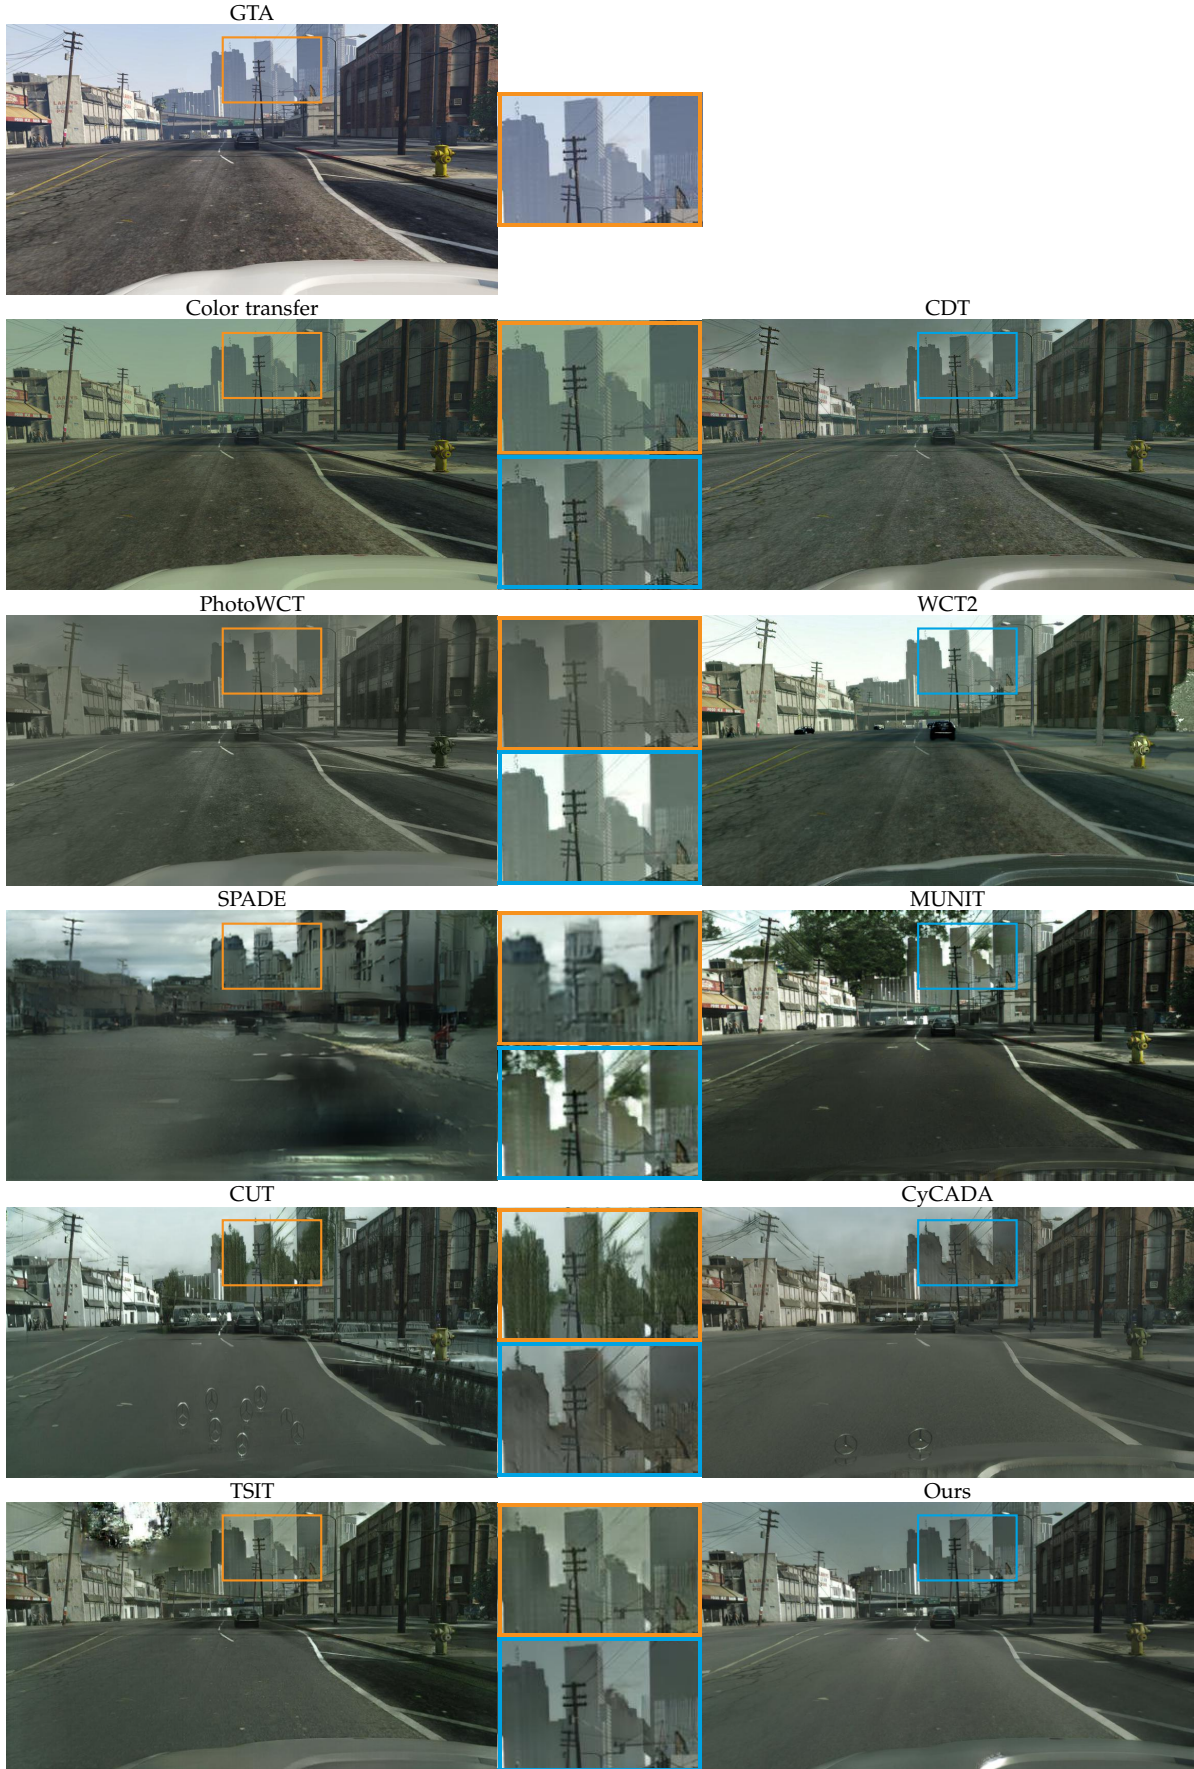 GTA
Color transfer
CDT
PhotoWCT
WCT2
SPADE
MUNIT
CUT
CyCADA
TSIT
Ours